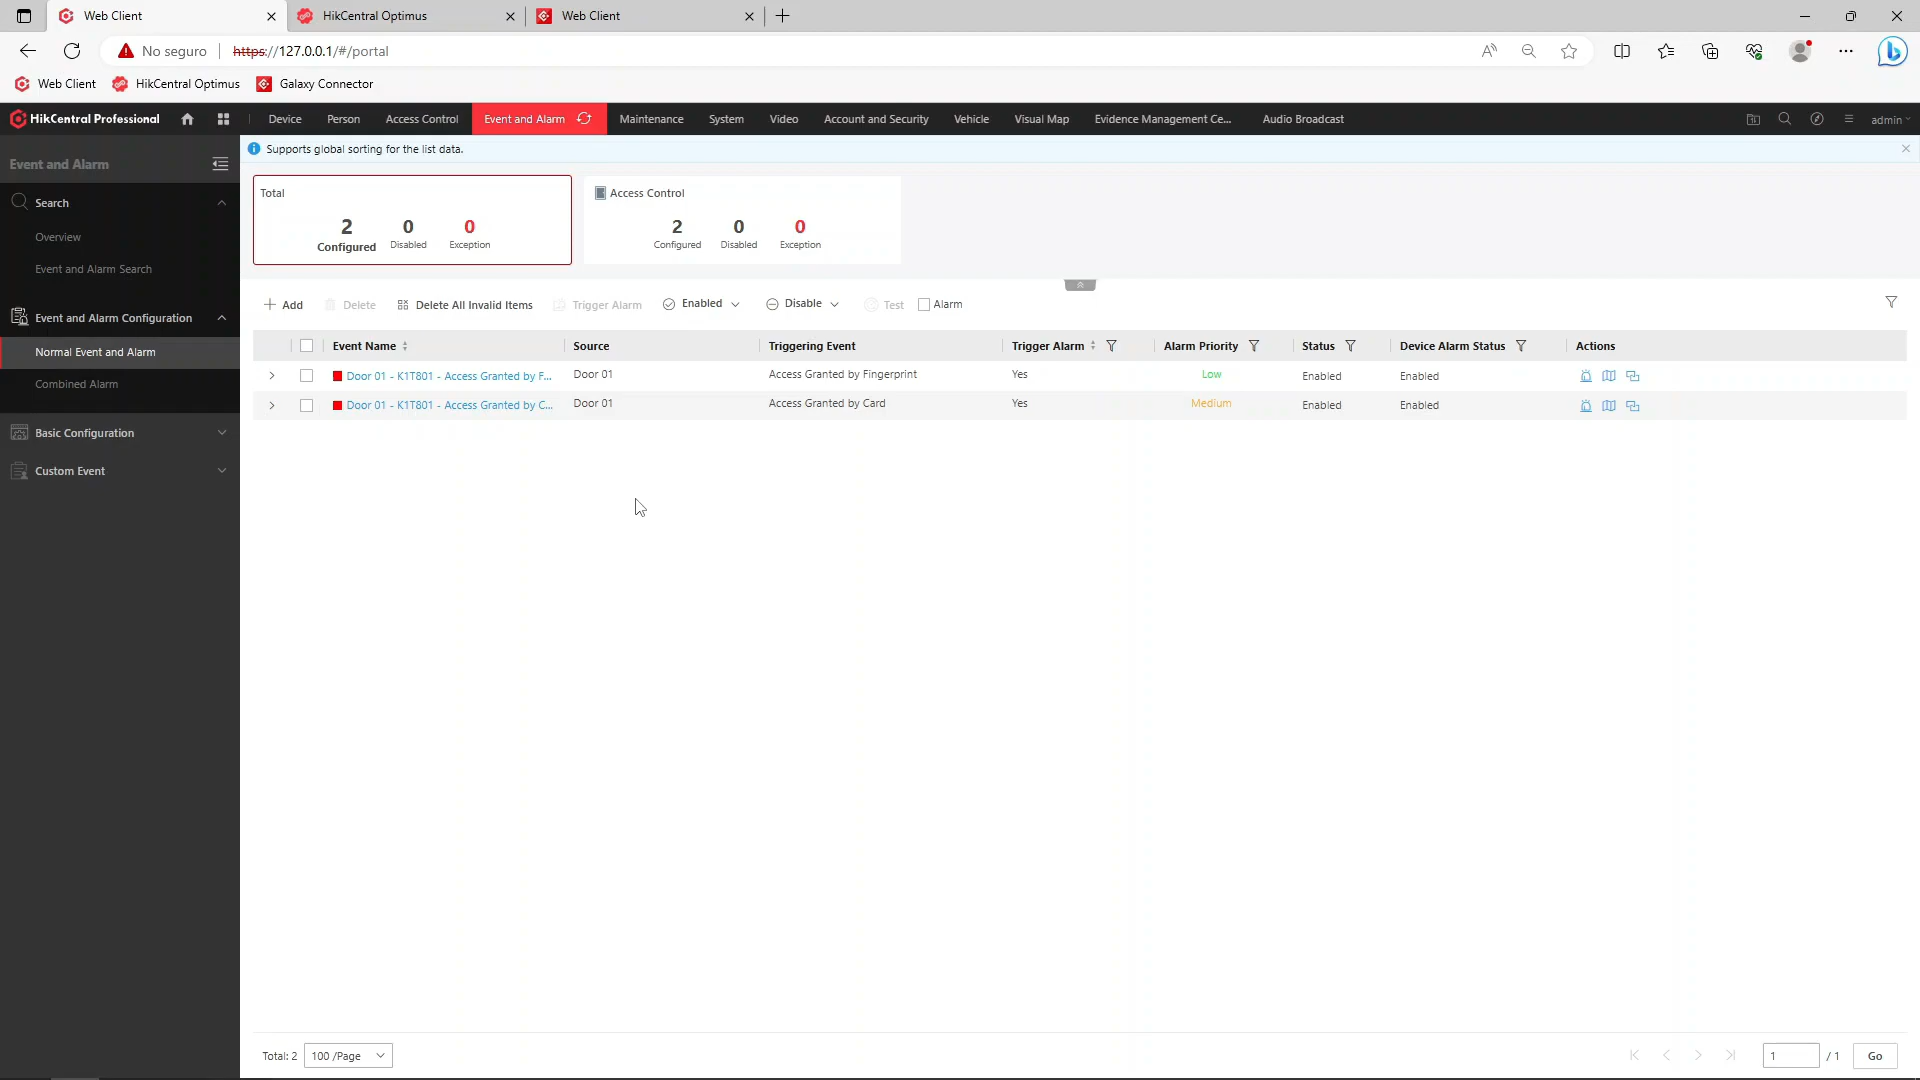 Web Client
HikCentral Optimus
Web Client
No seguro
https://127.0.0.1/#/portal
Web Client
HikCentral Optimus
Galaxy Connector
HikCentral Professional
Device
Person
Access Control
Event and Alarm
Maintenance
System
Video
Account and Security
Vehicle
Visual Map
Evidence Management Ce...
Audio Broadcast
admin
Event and Alarm
Search
Overview
Event and Alarm Search
Event and Alarm Configuration
Normal Event and Alarm
Combined Alarm
Basic Configuration
Custom Event
Supports global sorting for the list data.
Total
2 0 0
Configured Disabled Exception
Access Control
2 0 0
Configured Disabled Exception
Add
Delete
Delete All Invalid Items
Trigger Alarm
Enabled
Disable
Test
Alarm
Event Name Source Triggering Event Trigger Alarm Alarm Priority Status Device Alarm Status Actions
Door 01 - K1T801 - Access Granted by F... Door 01 Access Granted by Fingerprint Yes Low Enabled Enabled
Door 01 - K1T801 - Access Granted by C... Door 01 Access Granted by Card Yes Medium Enabled Enabled
Total: 2 100 /Page
1 / 1 Go